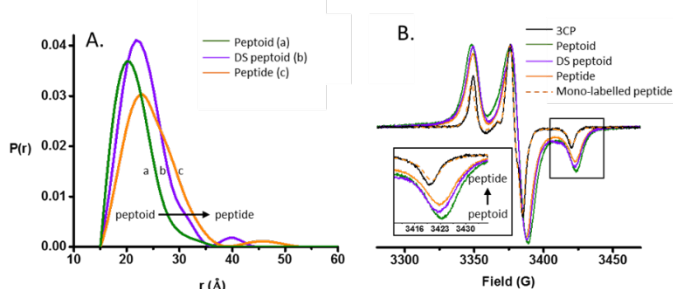 A.
Peptoid (a)
DS peptoid (b)
Peptide (c)
0.04
0.03
0.02
0.01
0.00
P(r)
a b c
peptoid peptide
10 20 30 40 50 60
r (Å)
B.
3CP
Peptoid
DS peptoid
Peptide
Mono-labelled peptide
peptide
peptoid
3416 3423 3430
3300 3350 3400 3450
Field (G)